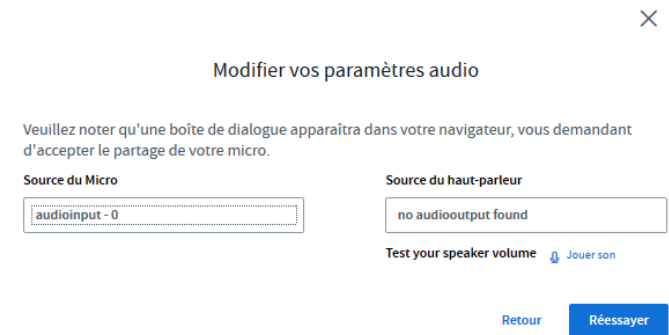 Modifier vos paramètres audio
Veuillez noter qu'une boîte de dialogue apparaîtra dans votre navigateur, vous demandant
d'accepter le partage de votre micro.
Source du Micro
audioinput - 0
Source du haut-parleur
no audiooutput found
Test your speaker volume Jouer son
Retour Réessayer